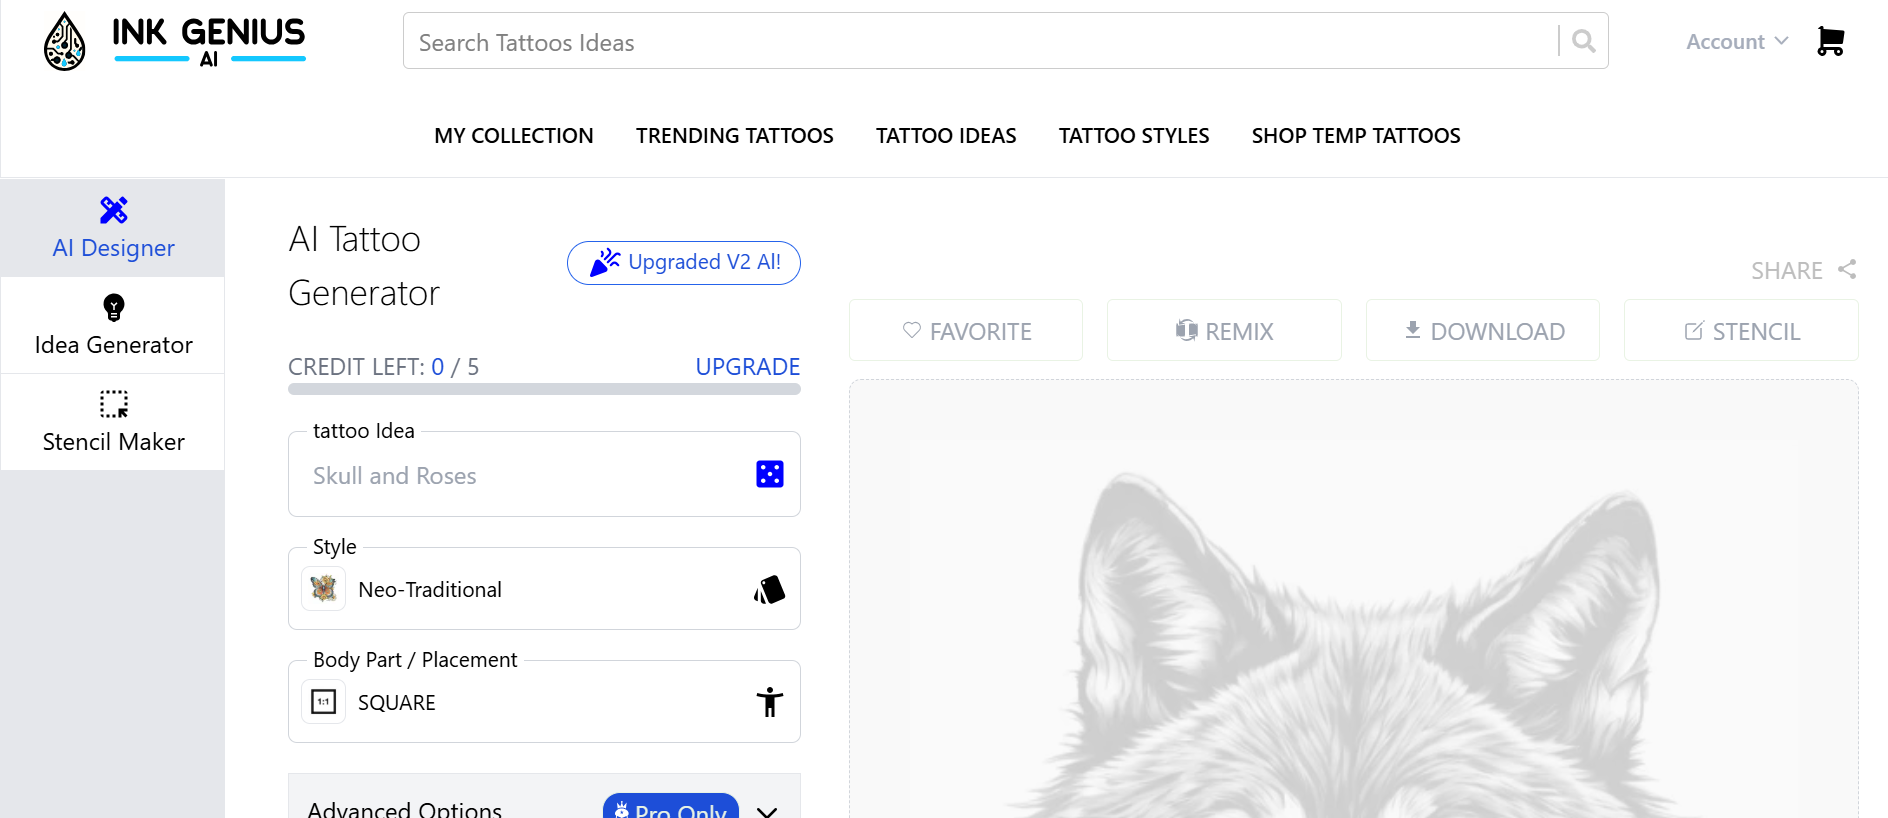 INK GENIUS
AI
Search Tattoos Ideas
Account
MY COLLECTION
TRENDING TATTOOS
TATTOO IDEAS
TATTOO STYLES
SHOP TEMP TATTOOS
AI Designer
Idea Generator
Stencil Maker
AI Tattoo
Generator
Upgraded V2 AI!
CREDIT LEFT: 0 / 5
UPGRADE
tattoo Idea
Skull and Roses
Style
Neo-Traditional
Body Part / Placement
1:1
SQUARE
Advanced Options
Pro Only
SHARE
FAVORITE
REMIX
DOWNLOAD
STENCIL